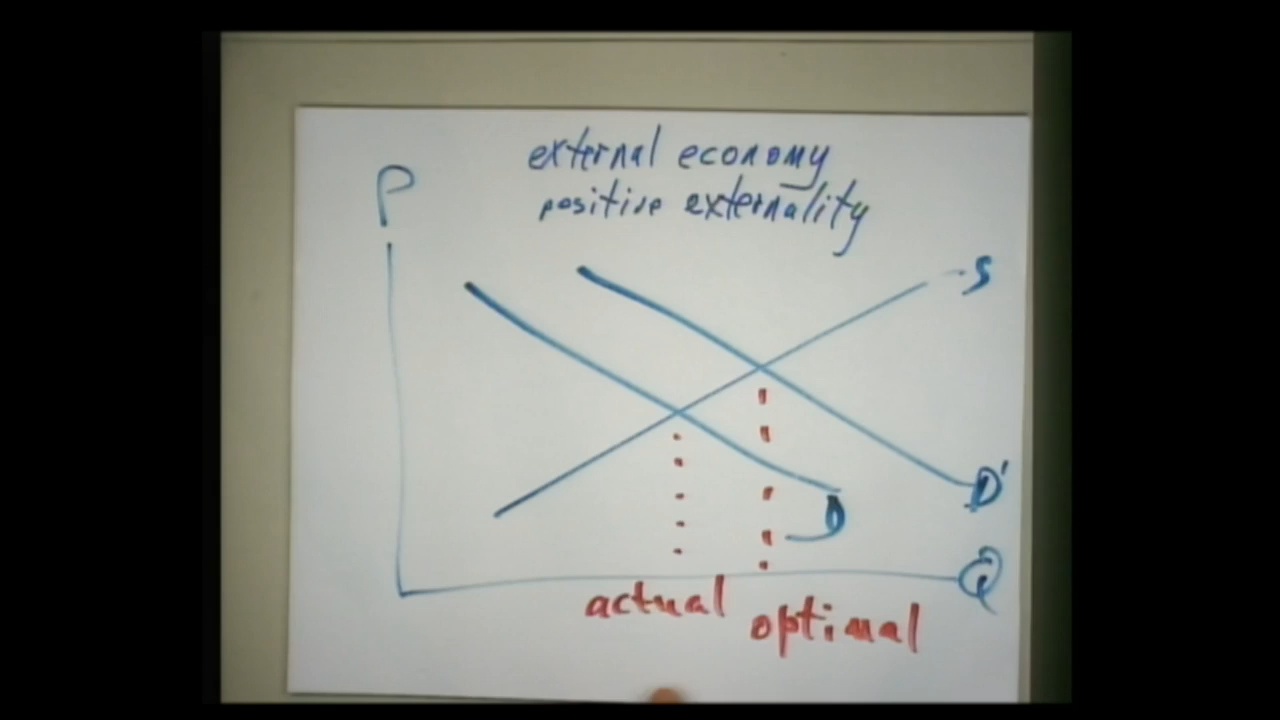 external economy
positive externality
P
S
D'
D
Q
actual
optimal